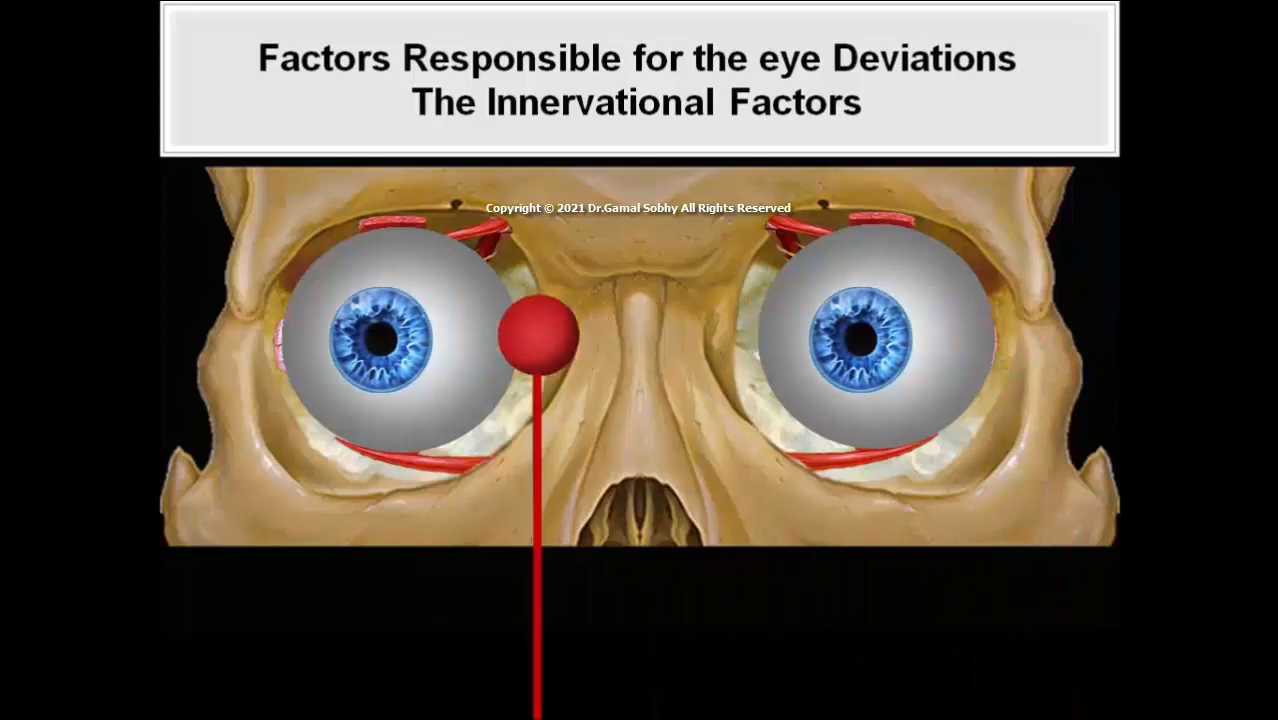 Factors Responsible for the eye Deviations
The Innervational Factors
Copyright © 2021 Dr.Gamal Sobhy All Rights Reserved